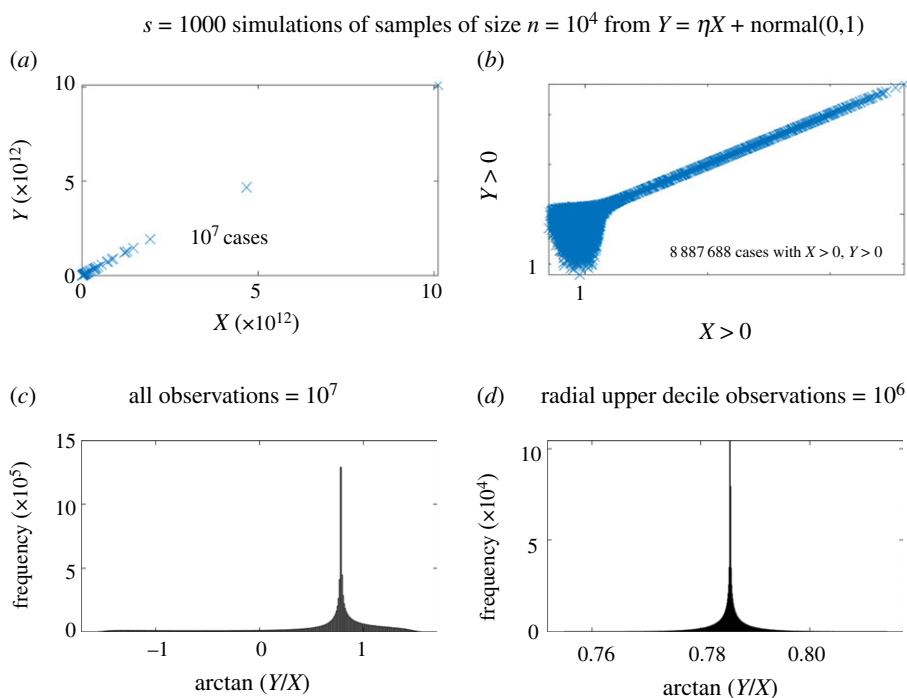 s = 1000 simulations of samples of size n = 10⁴ from Y = ηX + normal(0,1)
(a)
(b)
10
5
0
Y (×10¹²)
10⁷ cases
0
5
10
X (×10¹²)
Y > 0
1
8 887 688 cases with X > 0, Y > 0
1
X > 0
(c) all observations = 10⁷
(d) radial upper decile observations = 10⁶
15
10
5
0
frequency (×10⁵)
−1
0
1
arctan (Y/X)
10
5
0
frequency (×10⁴)
0.76
0.78
0.80
arctan (Y/X)